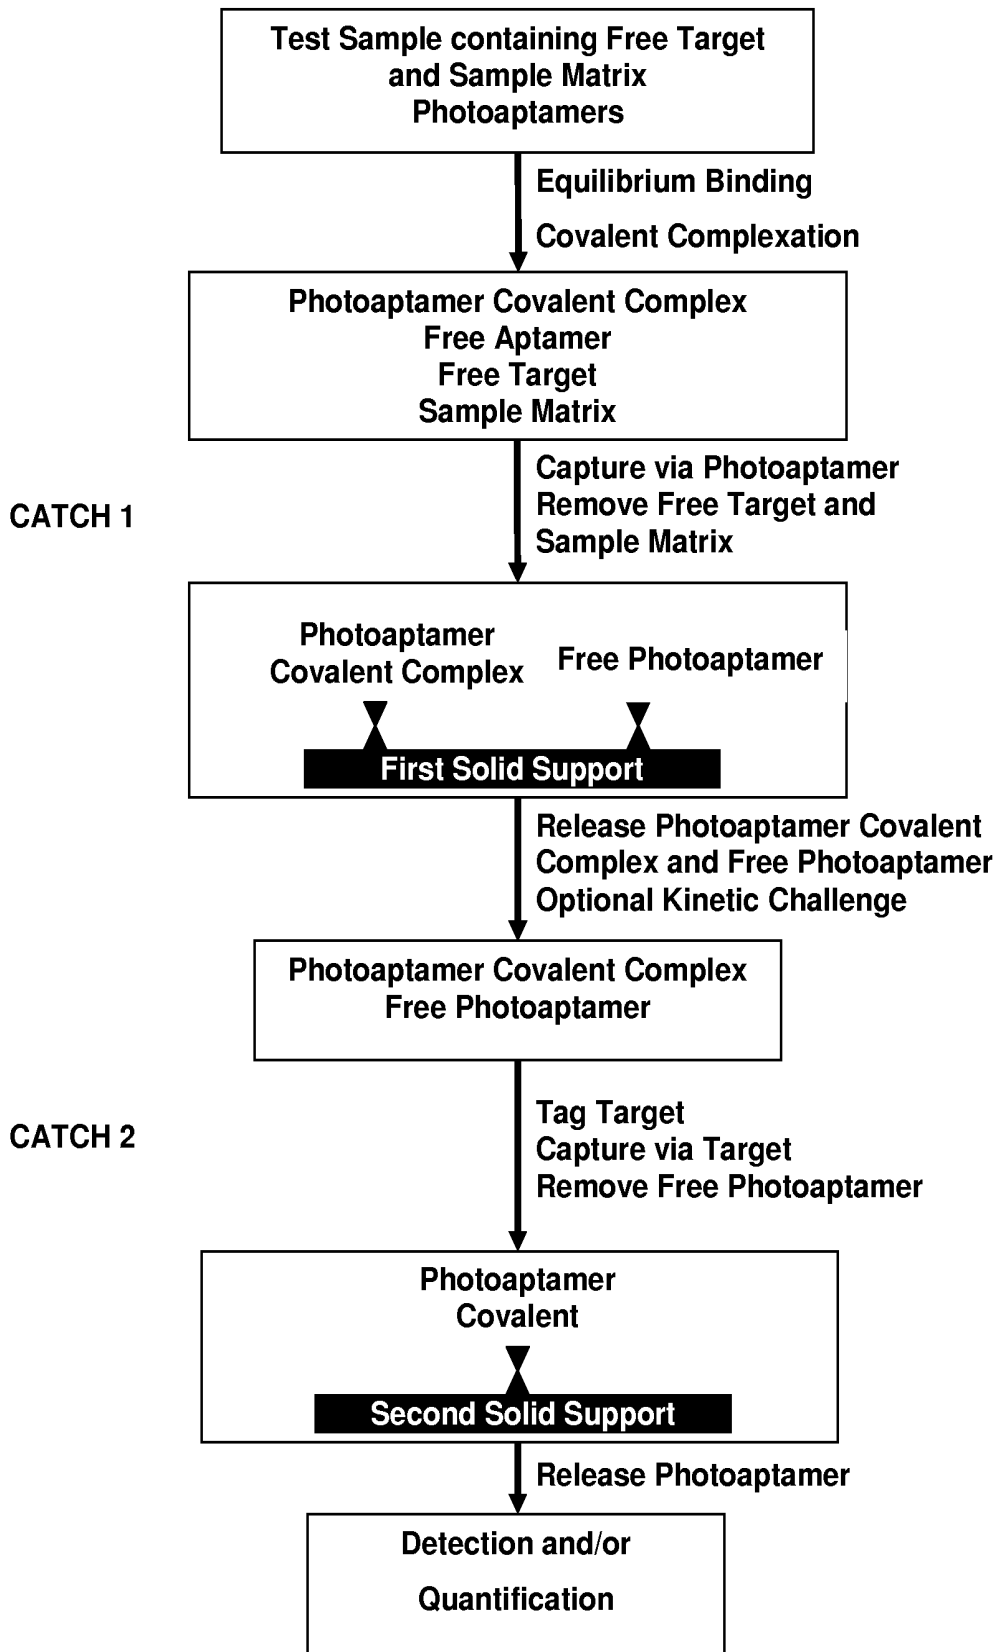 Test Sample containing Free Target
and Sample Matrix
Photoaptamers
Equilibrium Binding
Covalent Complexation
Photoaptamer Covalent Complex
Free Aptamer
Free Target
Sample Matrix
CATCH 1
Capture via Photoaptamer
Remove Free Target and
Sample Matrix
Photoaptamer
Covalent Complex
Free Photoaptamer
First Solid Support
Release Photoaptamer Covalent
Complex and Free Photoaptamer
Optional Kinetic Challenge
Photoaptamer Covalent Complex
Free Photoaptamer
CATCH 2
Tag Target
Capture via Target
Remove Free Photoaptamer
Photoaptamer
Covalent
Second Solid Support
Release Photoaptamer
Detection and/or
Quantification